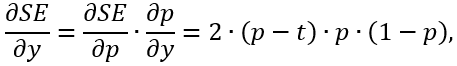 ∂SE/∂y = ∂SE/∂p · ∂p/∂y = 2 · (p − t) · p · (1 − p),